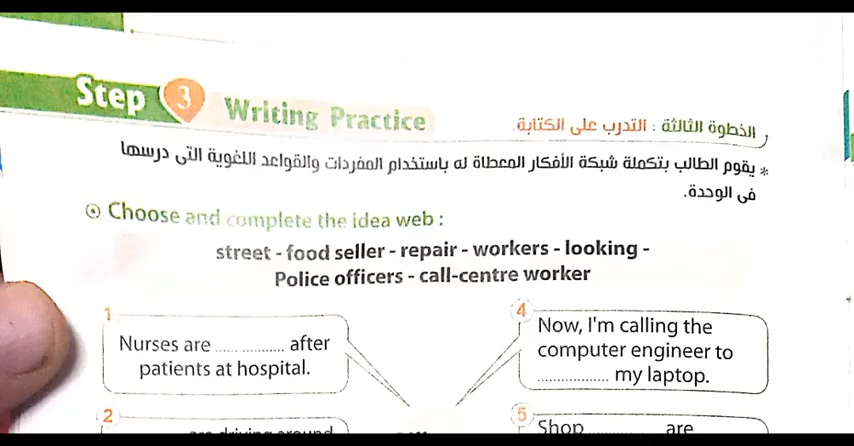 Step 3 Writing Practice
الخطوة الثالثة : التدرب على الكتابة.
* يقوم الطالب بتكملة شبكة الأفكار المعطاة له باستخدام المفردات والقواعد اللغوية التى درسها
فى الوحدة.
Choose and complete the idea web :
street - food seller - repair - workers - looking -
Police officers - call-centre worker
1
Nurses are ................ after
patients at hospital.
4
Now, I'm calling the
computer engineer to
................ my laptop.
2
are driving around
5
Shop ................ are